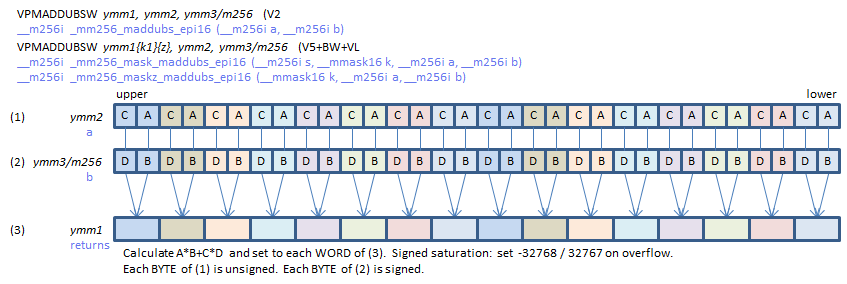 VPMADDUBSW ymm1, ymm2, ymm3/m256 (V2
__m256i _mm256_maddubs_epi16 (__m256i a, __m256i b)
VPMADDUBSW ymm1{k1}{z}, ymm2, ymm3/m256 (V5+BW+VL
__m256i _mm256_mask_maddubs_epi16 (__m256i s, __mmask16 k, __m256i a, __m256i b)
__m256i _mm256_maskz_maddubs_epi16 (__mmask16 k, __m256i a, __m256i b)
upper lower
(1) ymm2 C A C A C A C A C A C A C A C A C A C A C A C A C A C A C A C A
a
(2) ymm3/m256 D B D B D B D B D B D B D B D B D B D B D B D B D B D B D B D B
b
(3) ymm1
returns
Calculate A*B+C*D and set to each WORD of (3). Signed saturation: set -32768 / 32767 on overflow.
Each BYTE of (1) is unsigned. Each BYTE of (2) is signed.